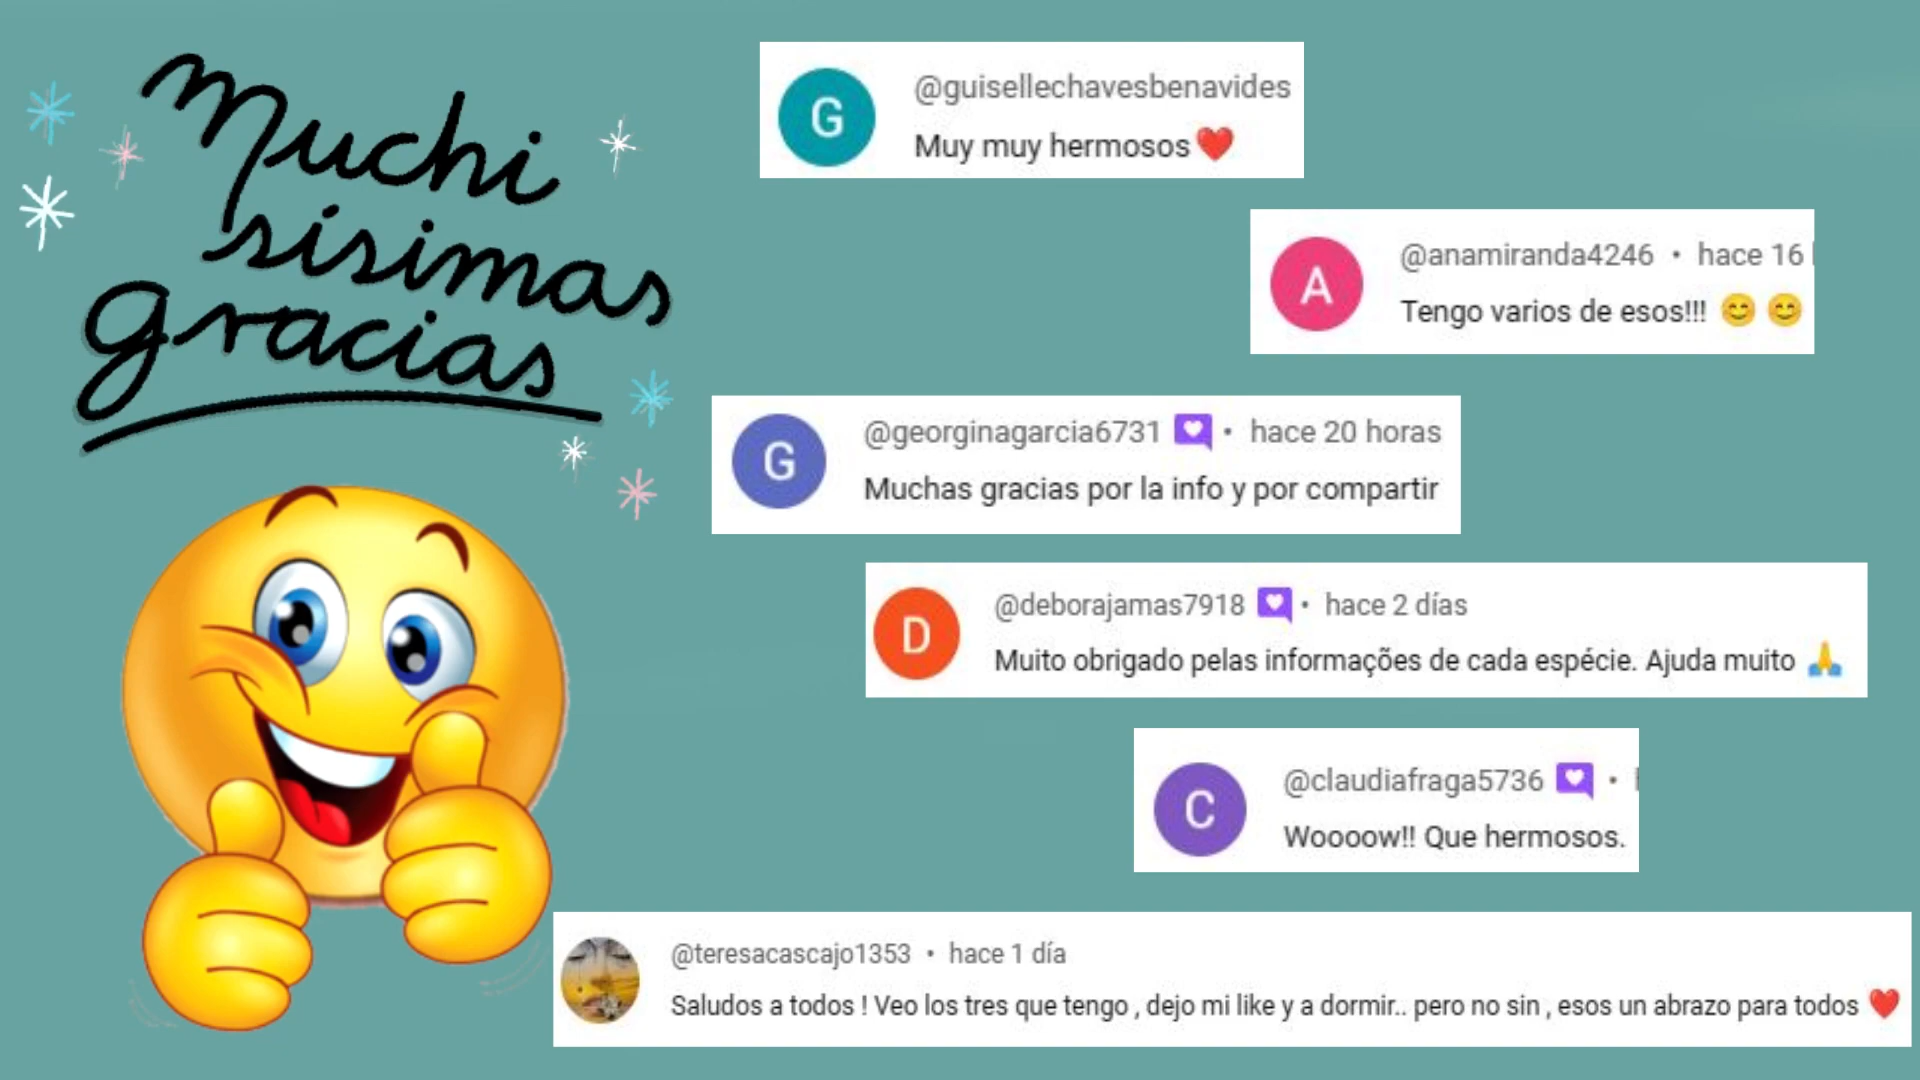 Muchi
sísimas
gracias
G
@guisellechavesbenavides
Muy muy hermosos❤️
A
@anamiranda4246 • hace 16
Tengo varios de esos!!! 😊 😊
G
@georginagarcia6731 • hace 20 horas
Muchas gracias por la info y por compartir
D
@deborajamas7918 • hace 2 días
Muito obrigado pelas informações de cada espécie. Ajuda muito 🙏
C
@claudiafraga5736 •
Woooow!! Que hermosos.
@teresacascajo1353 • hace 1 día
Saludos a todos ! Veo los tres que tengo , dejo mi like y a dormir.. pero no sin , esos un abrazo para todos ❤️